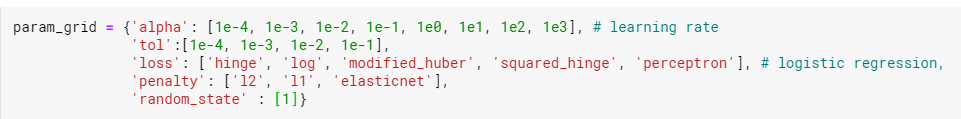 param_grid = {'alpha': [1e-4, 1e-3, 1e-2, 1e-1, 1e0, 1e1, 1e2, 1e3], # learning rate
'tol':[1e-4, 1e-3, 1e-2, 1e-1],
'loss': ['hinge', 'log', 'modified_huber', 'squared_hinge', 'perceptron'], # logistic regression,
'penalty': ['l2', 'l1', 'elasticnet'],
'random_state' : [1]}